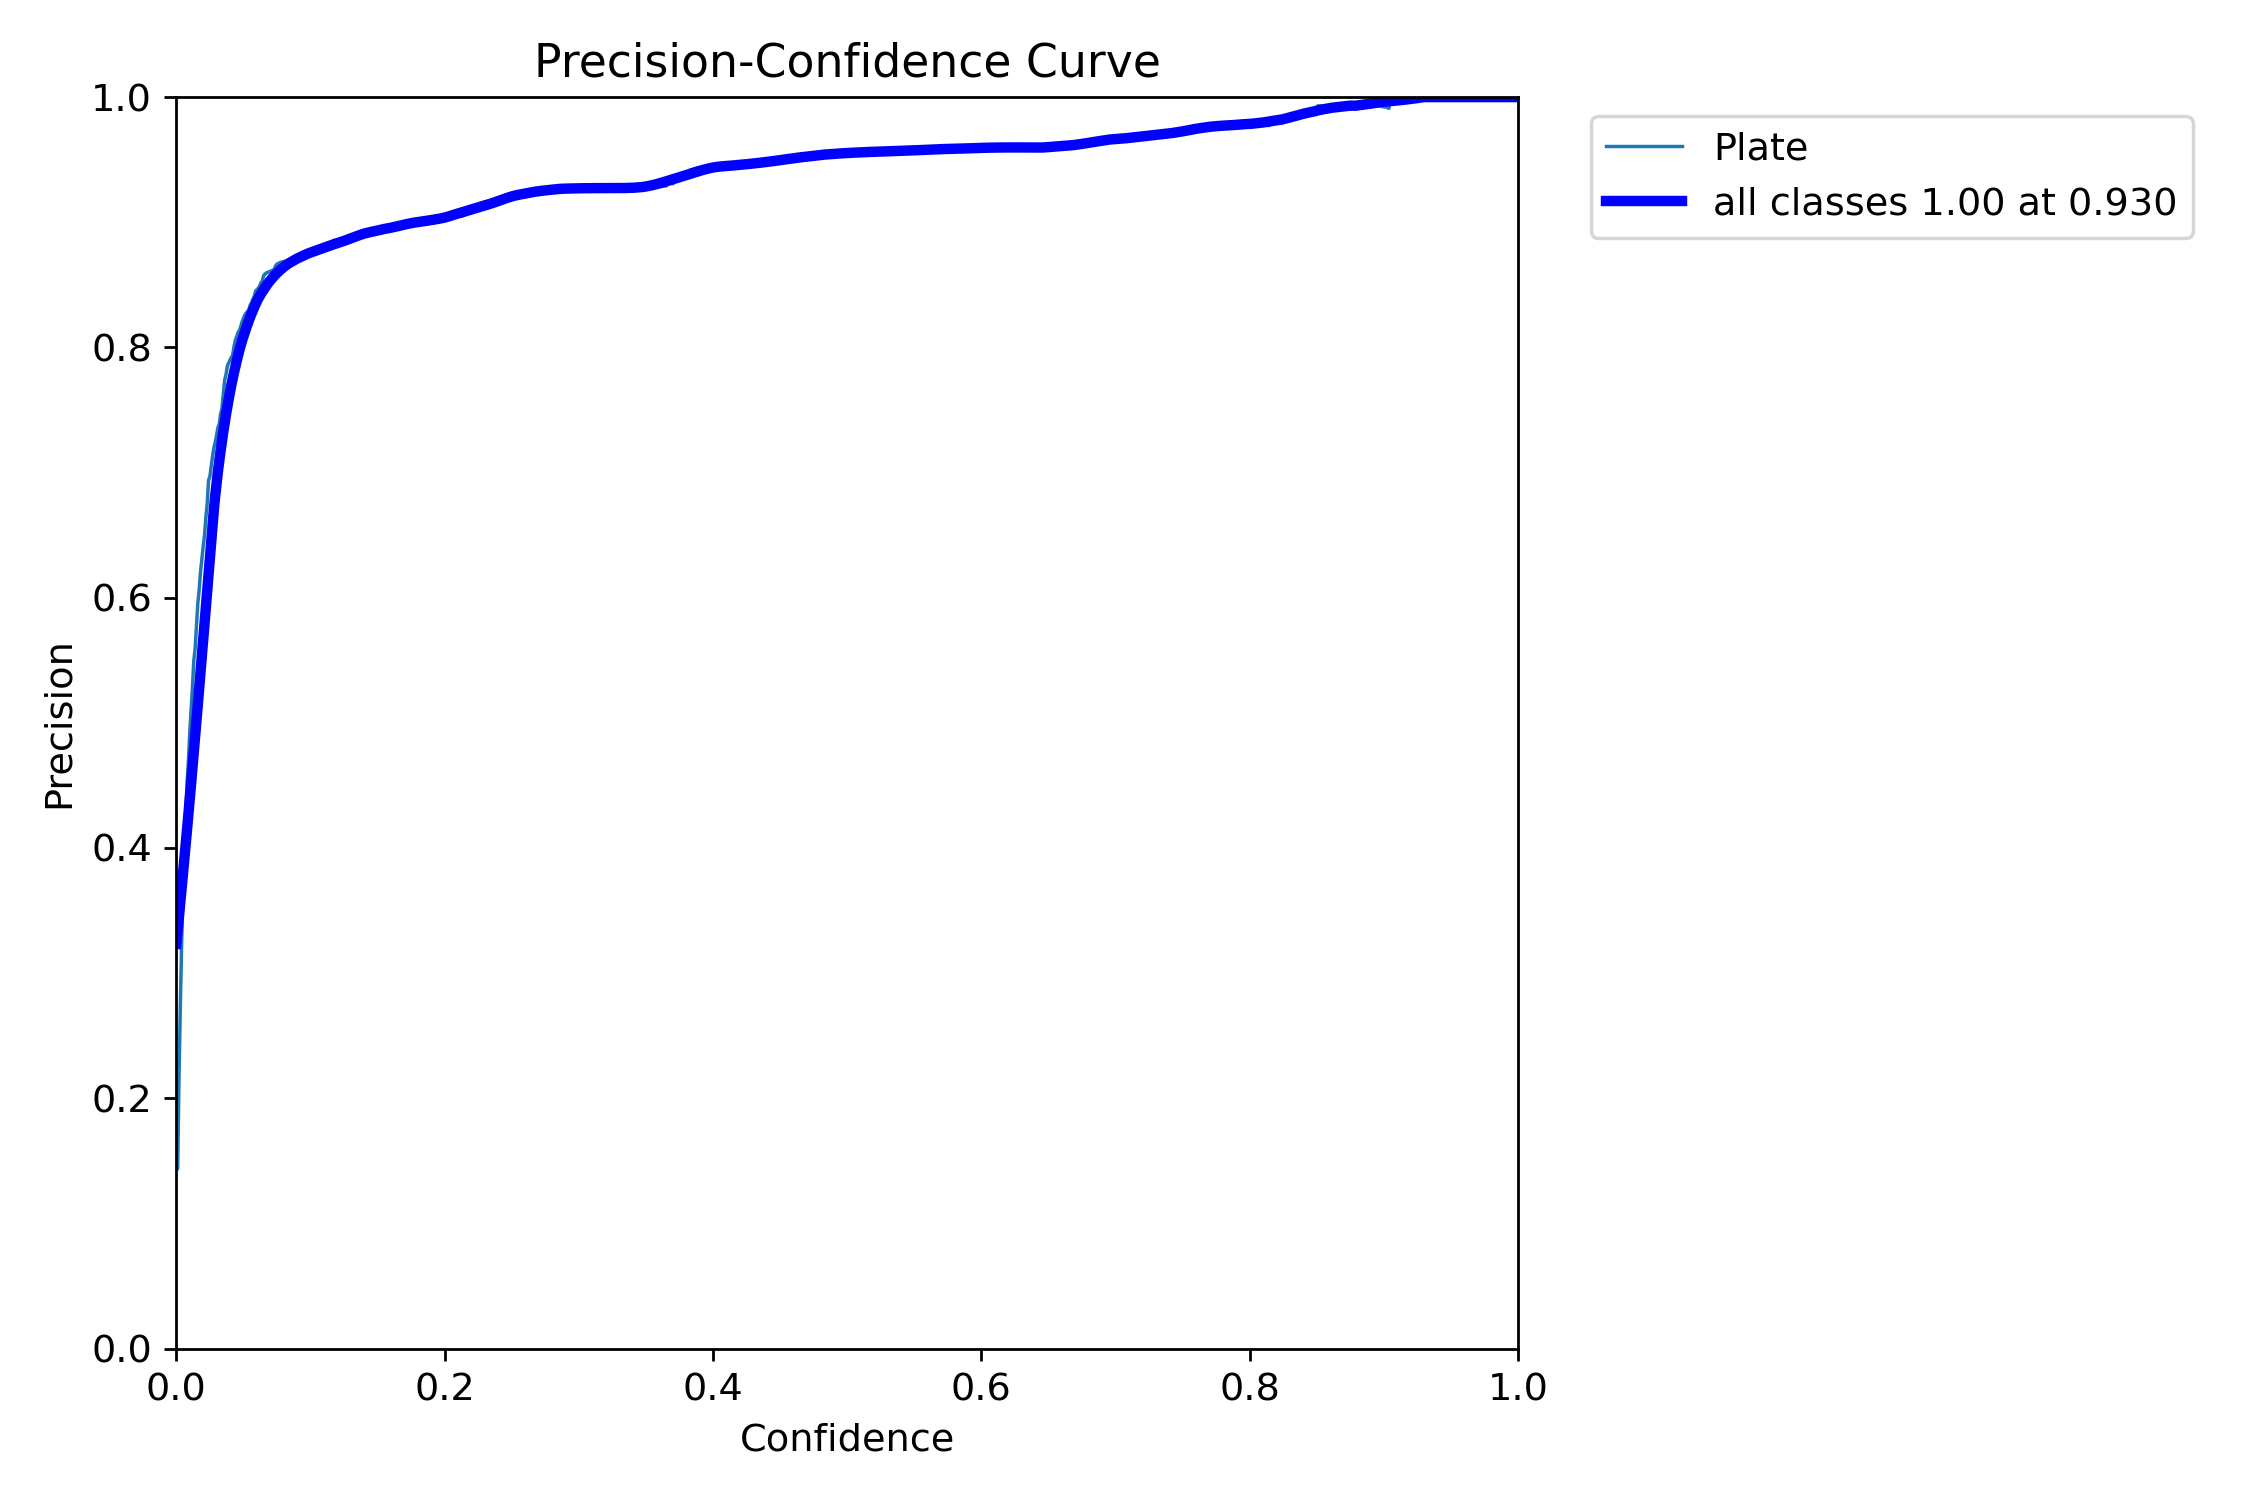 Precision-Confidence Curve
1.0
0.8
0.6
0.4
0.2
0.0
Precision
0.0 0.2 0.4 0.6 0.8 1.0
Confidence
Plate
all classes 1.00 at 0.930